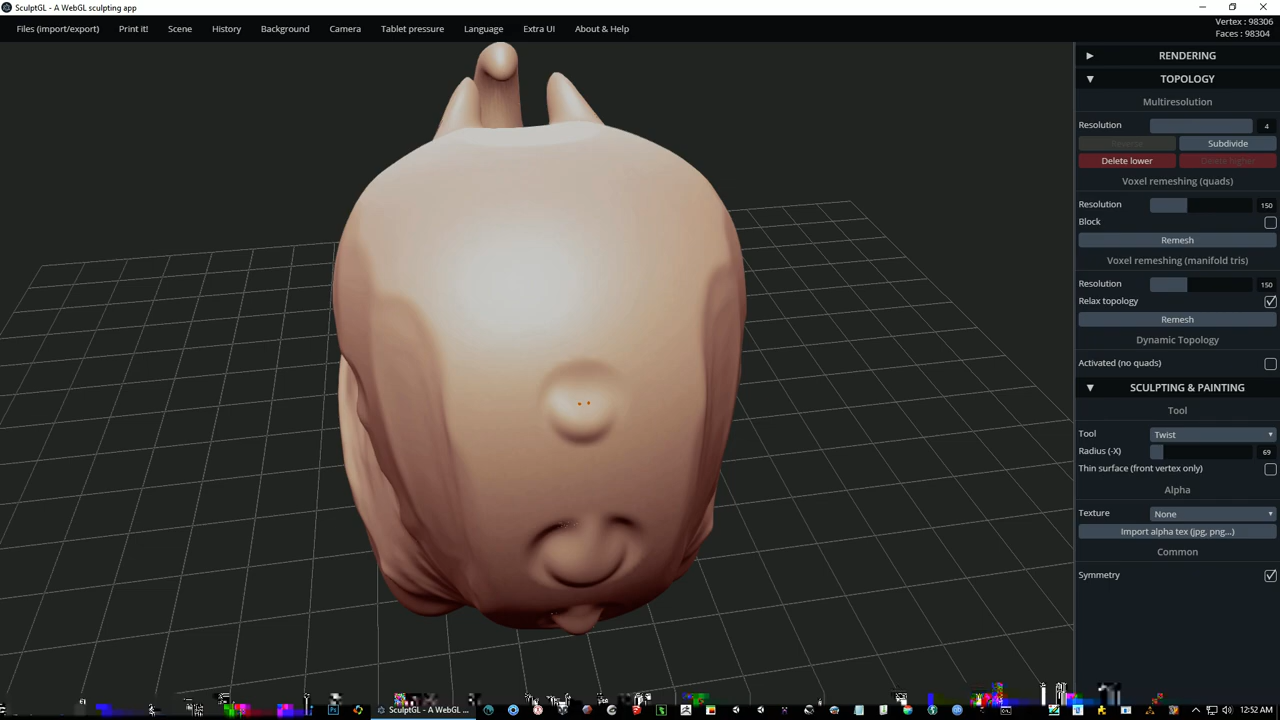 SculptGL - A WebGL sculpting app
Files (import/export) Print it! Scene History Background Camera Tablet pressure Language Extra UI About & Help
Vertex : 98306
Faces : 98304
RENDERING
TOPOLOGY
Multiresolution
Resolution 4
Reverse Subdivide
Delete lower Delete higher
Voxel remeshing (quads)
Resolution 150
Block
Remesh
Voxel remeshing (manifold tris)
Resolution 150
Relax topology
Remesh
Dynamic Topology
Activated (no quads)
SCULPTING & PAINTING
Tool
Tool Twist
Radius (-X) 69
Thin surface (front vertex only)
Alpha
Texture None
Import alpha tex (jpg, png...)
Common
Symmetry
SculptGL - A WebGL ...
12:52 AM